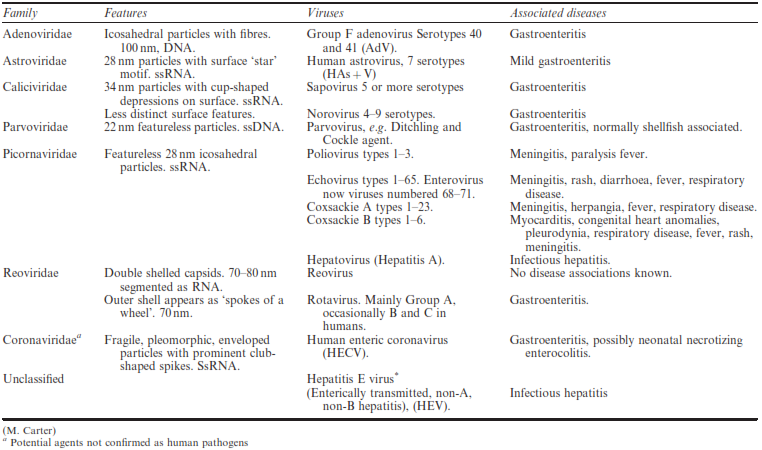 Family Features Viruses Associated diseases
Adenoviridae Icosahedral particles with fibres. Group F adenovirus Serotypes 40 Gastroenteritis
100 nm, DNA. and 41 (AdV).
Astroviridae 28 nm particles with surface ‘star’ Human astrovirus, 7 serotypes Mild gastroenteritis
motif. ssRNA. (HAs + V)
Caliciviridae 34 nm particles with cup-shaped Sapovirus 5 or more serotypes Gastroenteritis
depressions on surface. ssRNA.
Less distinct surface features. Norovirus 4–9 serotypes. Gastroenteritis
Parvoviridae 22 nm featureless particles. ssDNA. Parvovirus, e.g. Ditchling and Gastroenteritis, normally shellfish associated.
Cockle agent.
Picornaviridae Featureless 28 nm icosahedral Poliovirus types 1–3. Meningitis, paralysis fever.
particles. ssRNA.
Echovirus types 1–65. Enterovirus Meningitis, rash, diarrhoea, fever, respiratory
now viruses numbered 68–71. disease.
Coxsackie A types 1–23. Meningitis, herpangia, fever, respiratory disease.
Coxsackie B types 1–6. Myocarditis, congenital heart anomalies,
pleurodynia, respiratory disease, fever, rash,
meningitis.
Hepatovirus (Hepatitis A). Infectious hepatitis.
Reoviridae Double shelled capsids. 70–80 nm Reovirus No disease associations known.
segmented as RNA.
Outer shell appears as ‘spokes of a Rotavirus. Mainly Group A, Gastroenteritis.
wheel’. 70 nm. occasionally B and C in
humans.
Coronaviridae^a Fragile, pleomorphic, enveloped Human enteric coronavirus Gastroenteritis, possibly neonatal necrotizing
particles with prominent club- (HECV). enterocolitis.
shaped spikes. SsRNA.
Unclassified Hepatitis E virus*
(Enterically transmitted, non-A, Infectious hepatitis
non-B hepatitis), (HEV).
(M. Carter)
^a Potential agents not confirmed as human pathogens